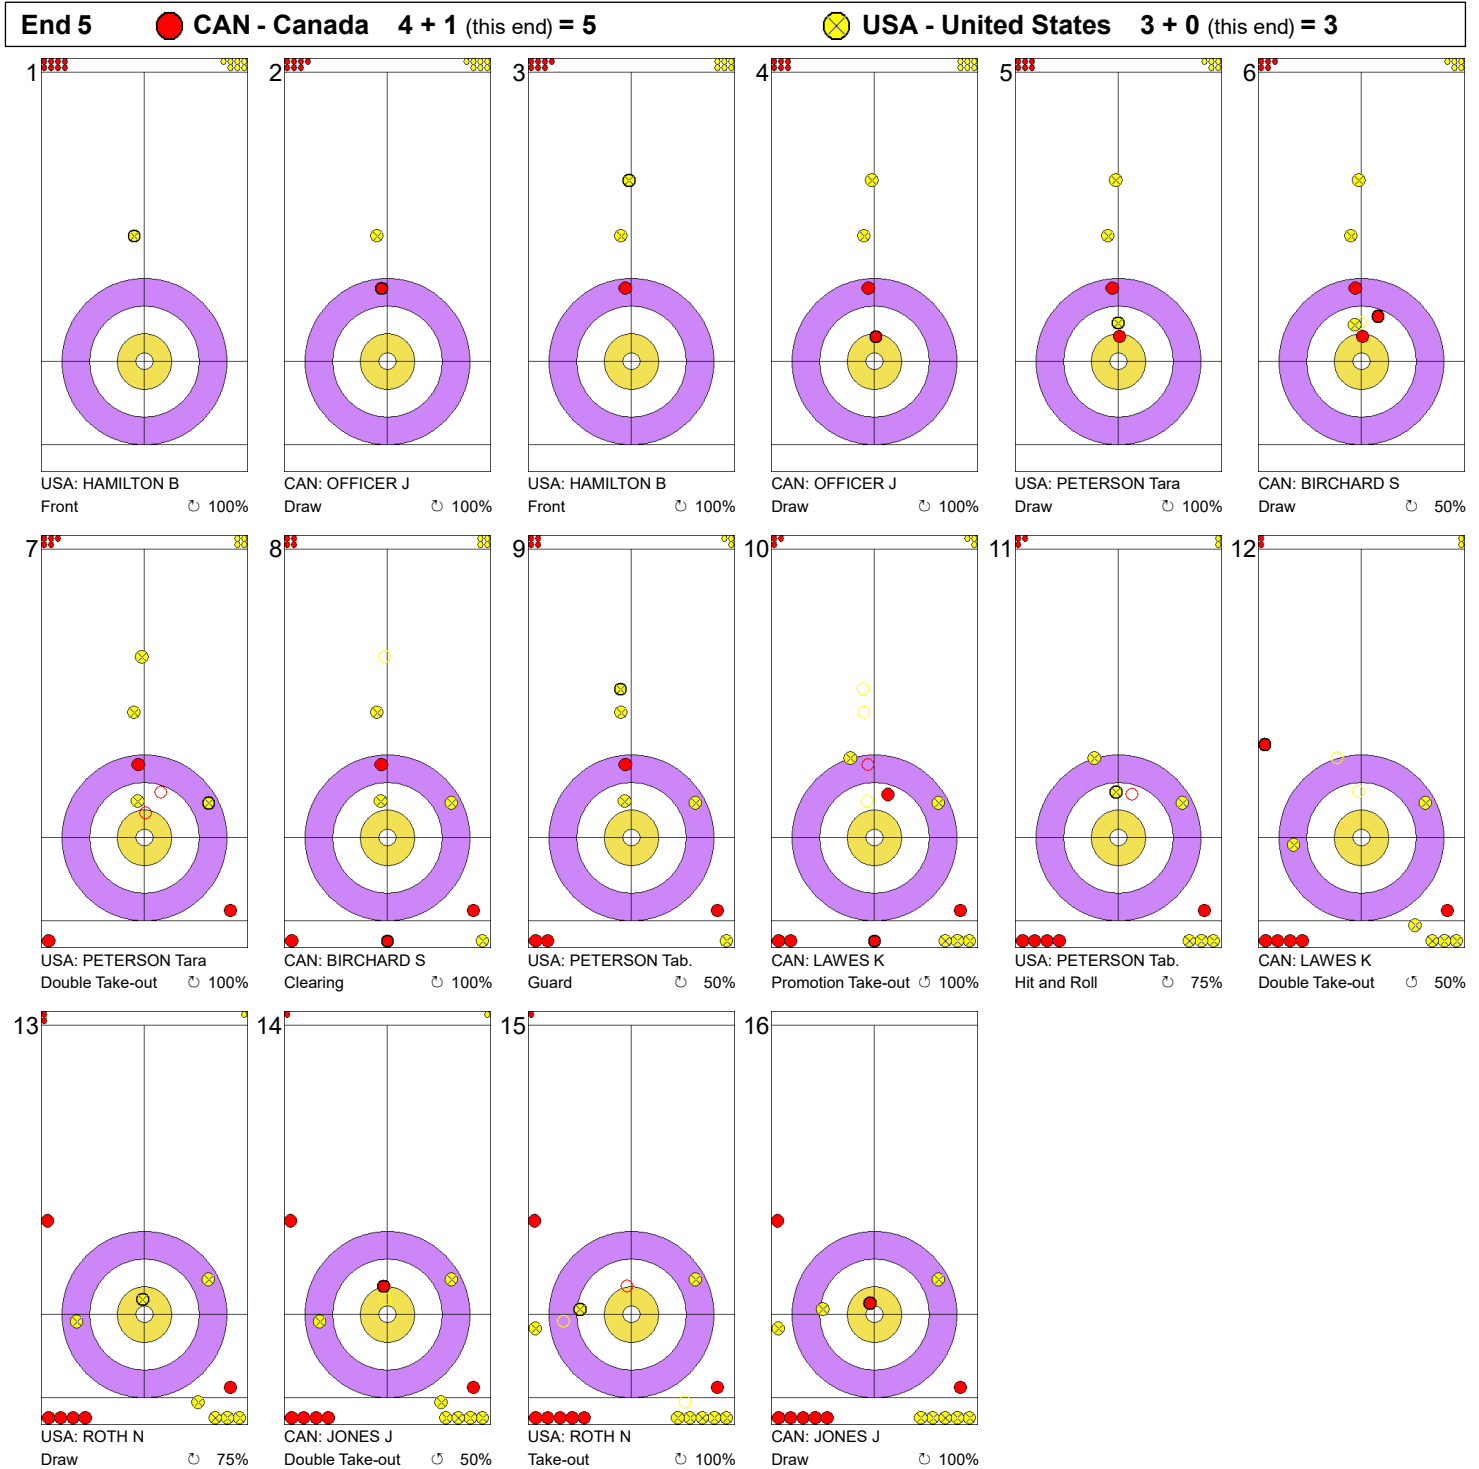 End 5 CAN - Canada 4 + 1 (this end) = 5 USA - United States 3 + 0 (this end) = 3
1 2 3 4 5 6
USA: HAMILTON B CAN: OFFICER J USA: HAMILTON B CAN: OFFICER J USA: PETERSON Tara CAN: BIRCHARD S
Front ↻ 100% Draw ↻ 100% Front ↻ 100% Draw ↻ 100% Draw ↻ 100% Draw ↻ 50%
7 8 9 10 11 12
USA: PETERSON Tara CAN: BIRCHARD S USA: PETERSON Tab. CAN: LAWES K USA: PETERSON Tab. CAN: LAWES K
Double Take-out ↻ 100% Clearing ↻ 100% Guard ↻ 50% Promotion Take-out ↺ 100% Hit and Roll ↻ 75% Double Take-out ↺ 50%
13 14 15 16
USA: ROTH N CAN: JONES J USA: ROTH N CAN: JONES J
Draw ↻ 75% Double Take-out ↺ 50% Take-out ↻ 100% Draw ↻ 100%